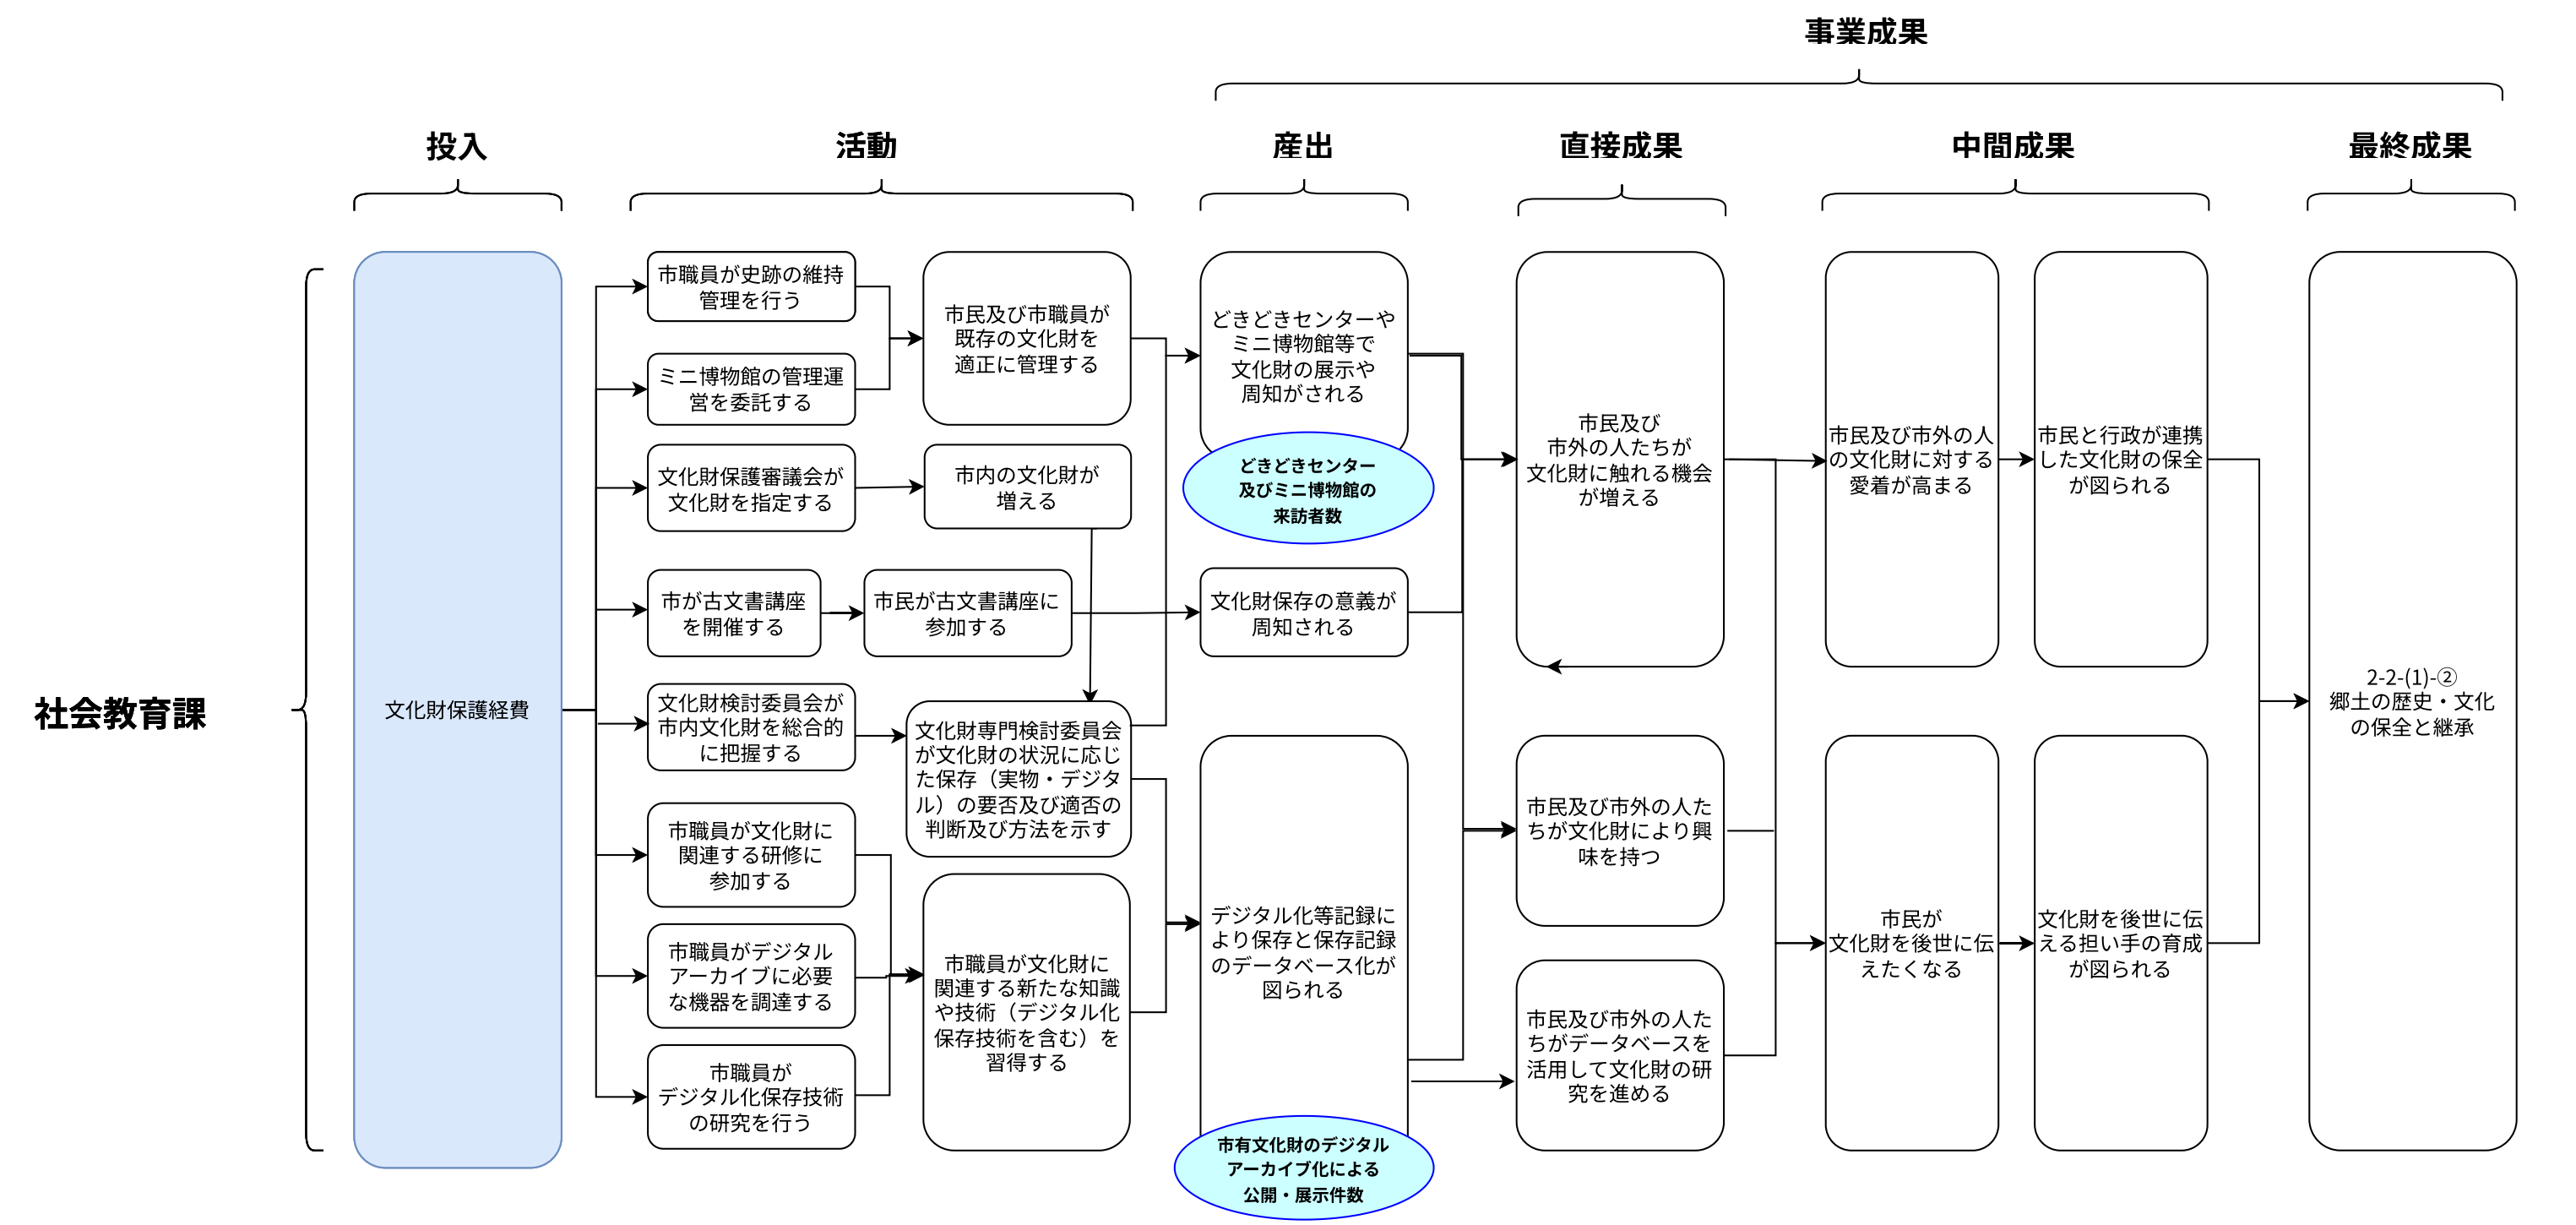 事業成果
投入
活動
産出
直接成果
中間成果
最終成果
社会教育課
文化財保護経費
市職員が史跡の維持
管理を行う
ミニ博物館の管理運
営を委託する
文化財保護審議会が
文化財を指定する
市が古文書講座
を開催する
文化財検討委員会が
市内文化財を総合的
に把握する
市職員が文化財に
関連する研修に
参加する
市職員がデジタル
アーカイブに必要
な機器を調達する
市職員が
デジタル化保存技術
の研究を行う
市民及び市職員が
既存の文化財を
適正に管理する
市内の文化財が
増える
市民が古文書講座に
参加する
文化財専門検討委員会
が文化財の状況に応じ
た保存（実物・デジタ
ル）の要否及び適否の
判断及び方法を示す
市職員が文化財に
関連する新たな知識
や技術（デジタル化
保存技術を含む）を
習得する
どきどきセンターや
ミニ博物館等で
文化財の展示や
周知がされる
どきどきセンター
及びミニ博物館の
来訪者数
文化財保存の意義が
周知される
デジタル化等記録に
より保存と保存記録
のデータベース化が
図られる
市有文化財のデジタル
アーカイブ化による
公開・展示件数
市民及び
市外の人たちが
文化財に触れる機会
が増える
市民及び市外の人た
ちが文化財により興
味を持つ
市民及び市外の人た
ちがデータベースを
活用して文化財の研
究を進める
市民及び市外の人
の文化財に対する
愛着が高まる
市民が
文化財を後世に伝
えたくなる
市民と行政が連携
した文化財の保全
が図られる
文化財を後世に伝
える担い手の育成
が図られる
2-2-(1)-②
郷土の歴史・文化
の保全と継承